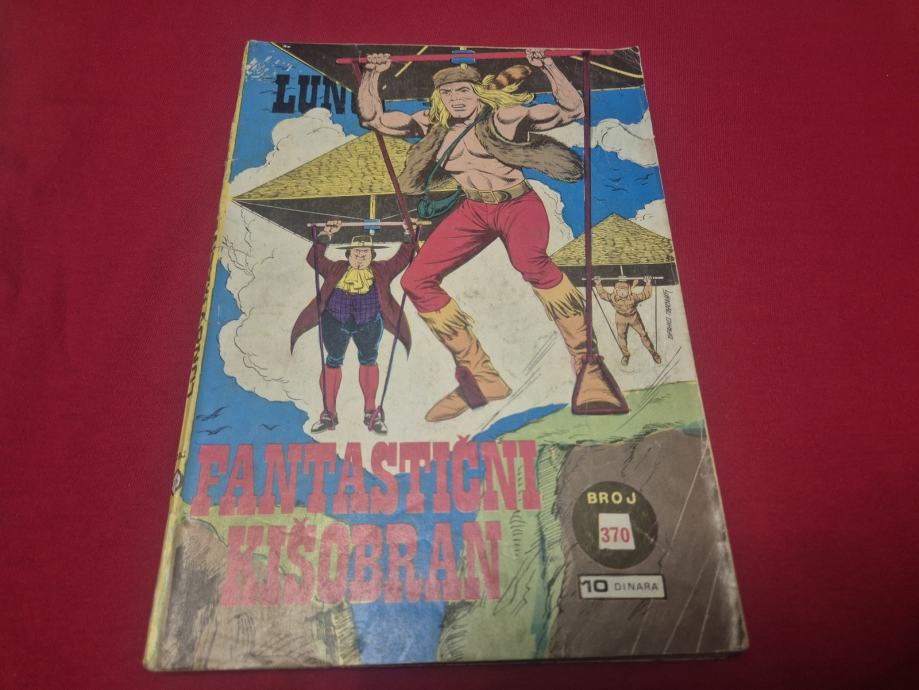 LUN
FANTASTIČNI
KIŠOBRAN
BROJ
370
10 DINARA